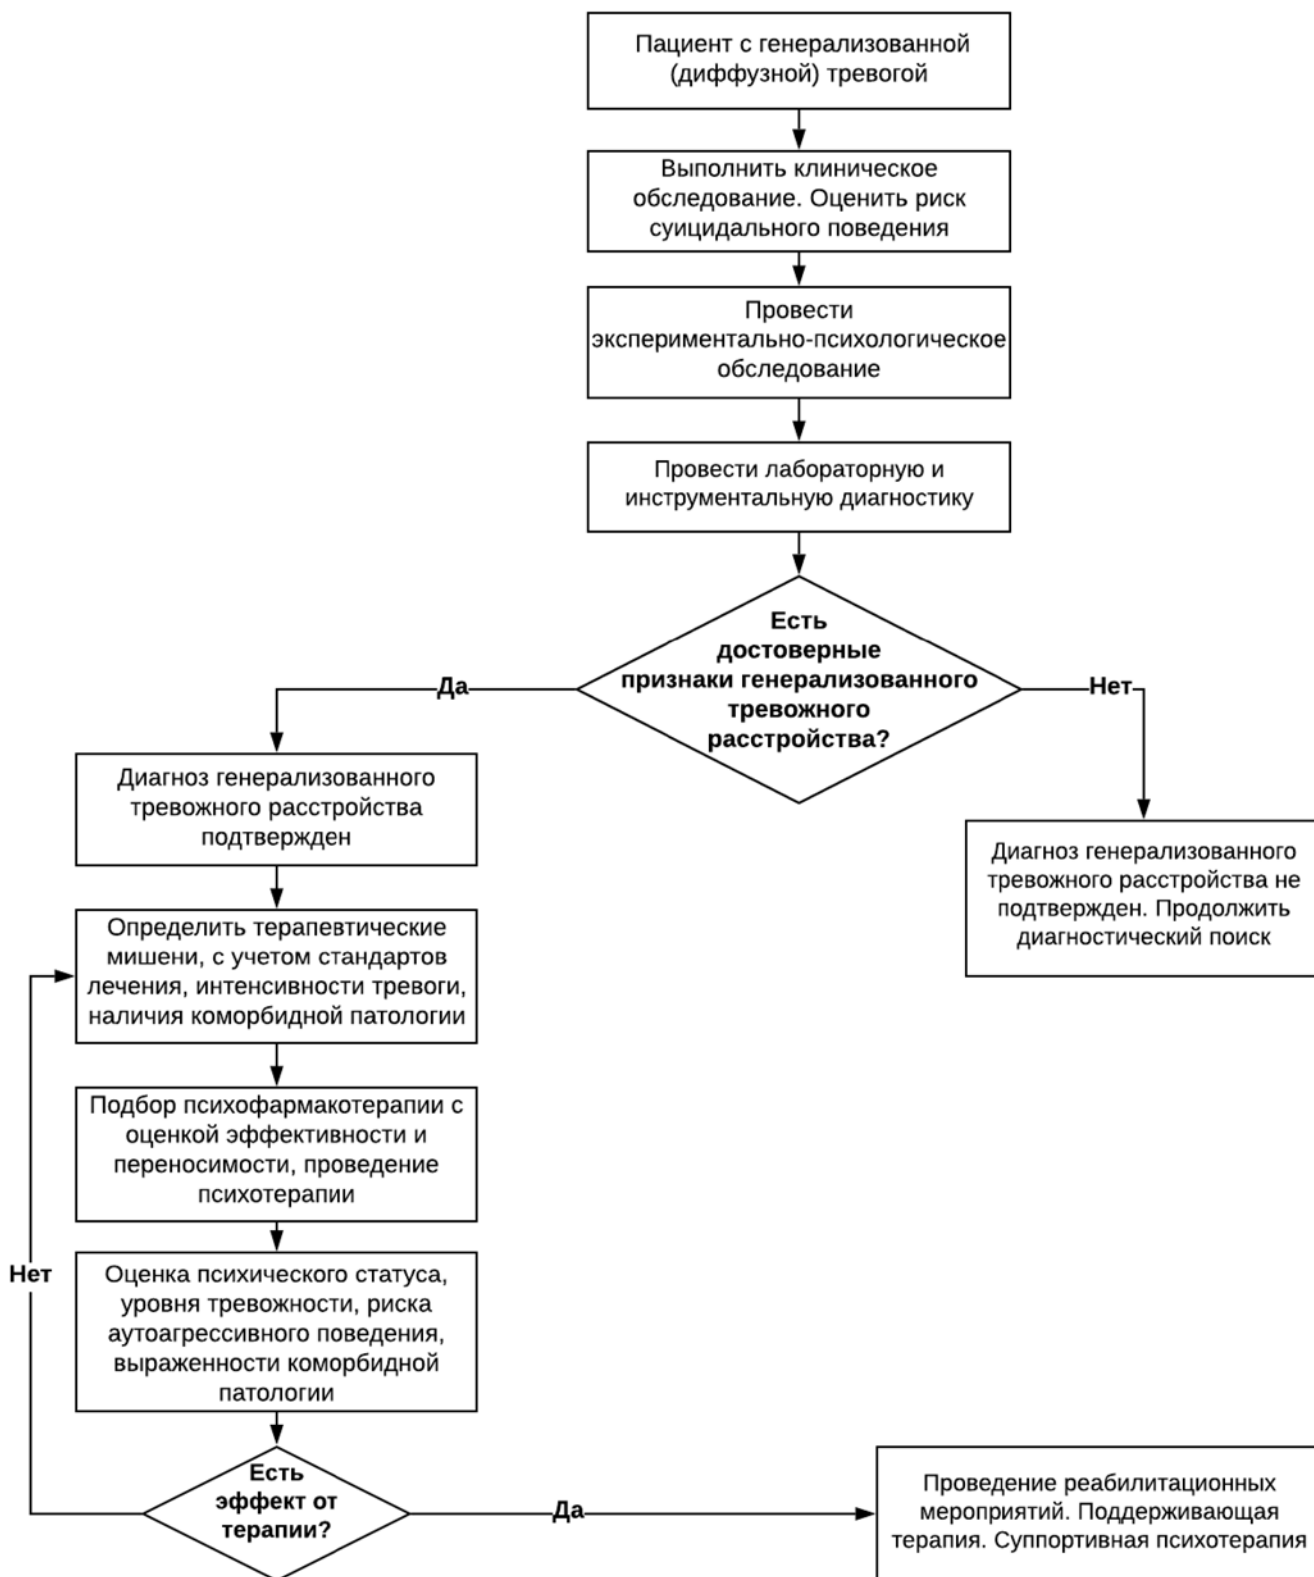 Пациент с генерализованной
(диффузной) тревогой
Выполнить клиническое
обследование. Оценить риск
суицидального поведения
Провести
экспериментально-психологическое
обследование
Провести лабораторную и
инструментальную диагностику
Есть
достоверные
признаки генерализованного
тревожного
расстройства?
Да
Нет
Диагноз генерализованного
тревожного расстройства
подтвержден
Диагноз генерализованного
тревожного расстройства не
подтвержден. Продолжить
диагностический поиск
Определить терапевтические
мишени, с учетом стандартов
лечения, интенсивности тревоги,
наличия коморбидной патологии
Подбор психофармакотерапии с
оценкой эффективности и
переносимости, проведение
психотерапии
Нет
Оценка психического статуса,
уровня тревожности, риска
аутоагрессивного поведения,
выраженности коморбидной
патологии
Есть
эффект от
терапии?
Да
Проведение реабилитационных
мероприятий. Поддерживающая
терапия. Суппортивная психотерапия